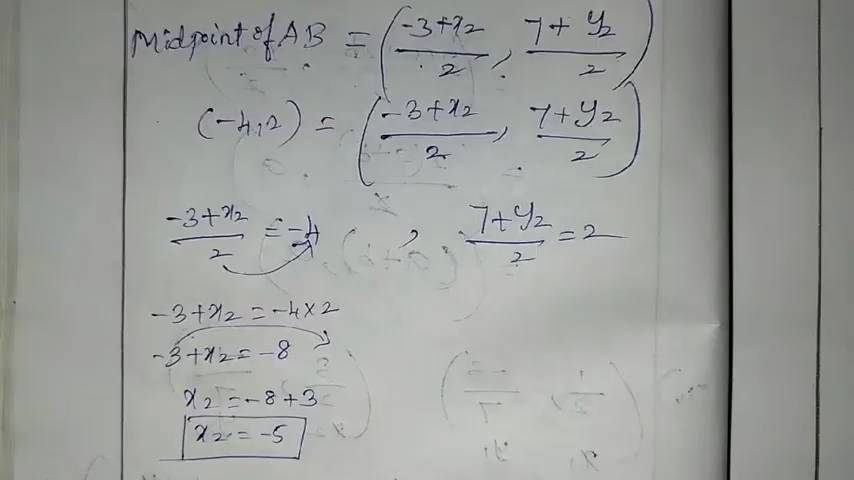 Midpoint of AB = (-3+x₂/2, 7+y₂/2)
(-4,2) = (-3+x₂/2, 7+y₂/2)
-3+x₂/2 = -4 , 7+y₂/2 = 2
-3+x₂ = -4×2
-3+x₂ = -8
x₂ = -8+3
x₂ = -5